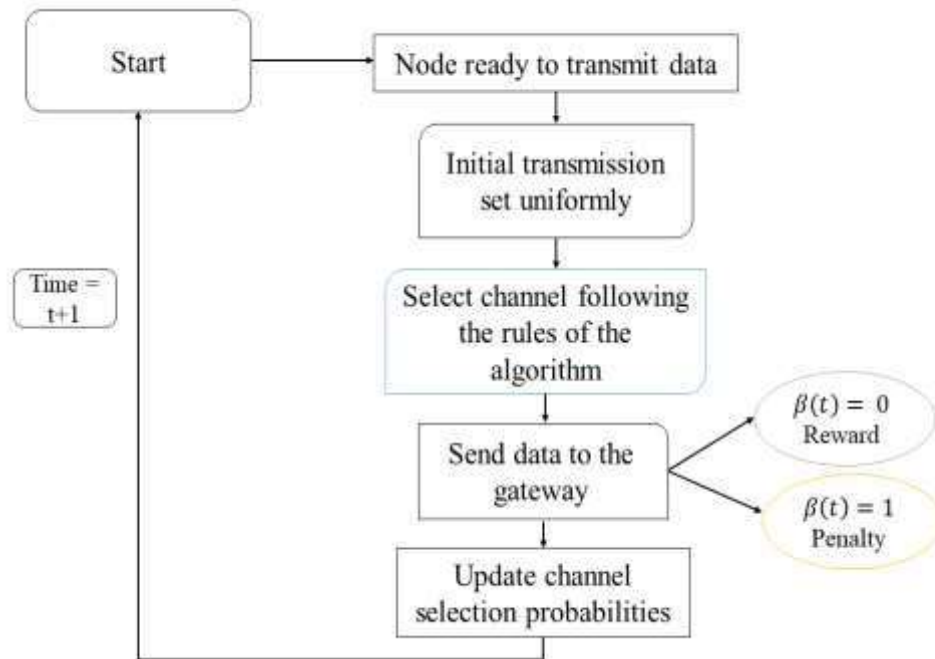 Start
Node ready to transmit data
Initial transmission
set uniformly
Time =
t+1
Select channel following
the rules of the
algorithm
β(t) = 0
Reward
Send data to the
gateway
β(t) = 1
Penalty
Update channel
selection probabilities